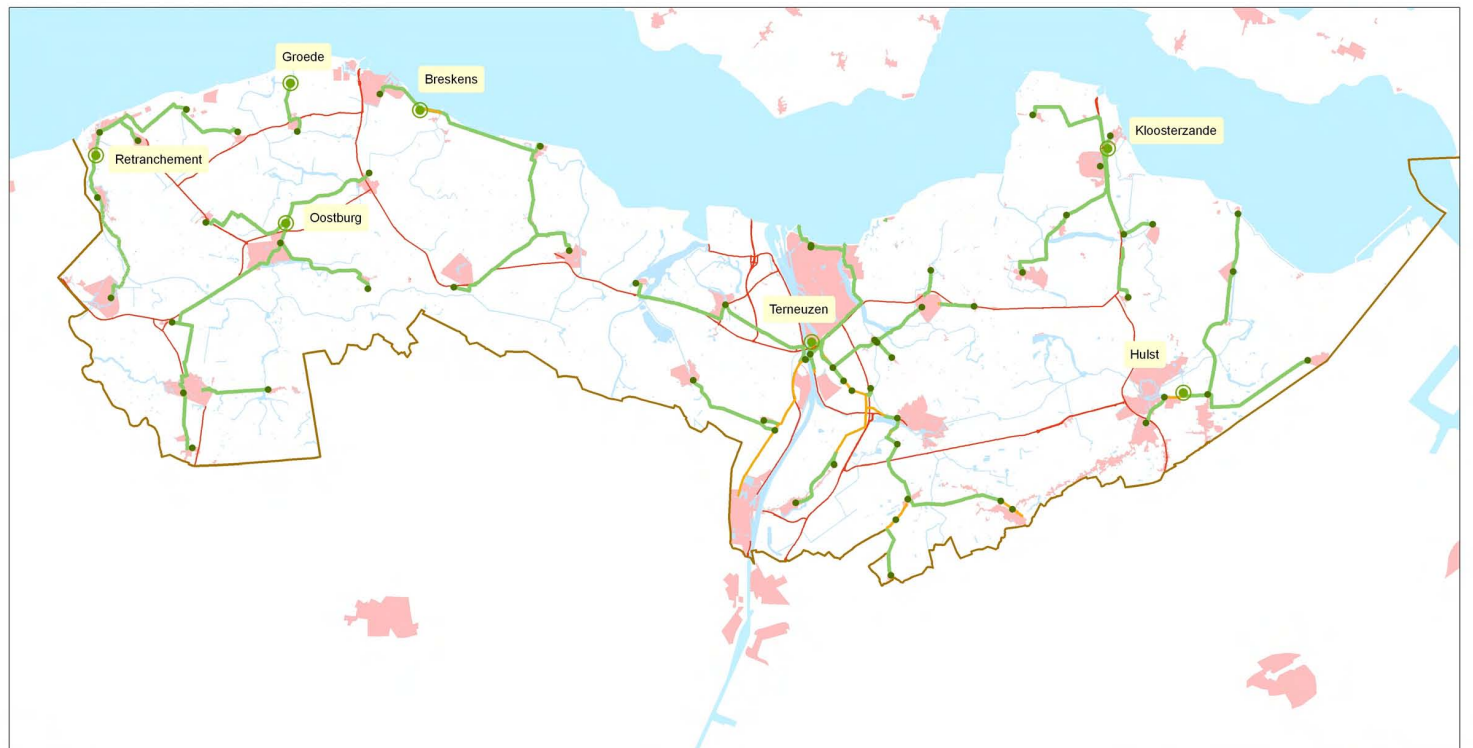 Groede
Breskens
Kloosterzande
Retranchement
Oostburg
Terneuzen
Hulst